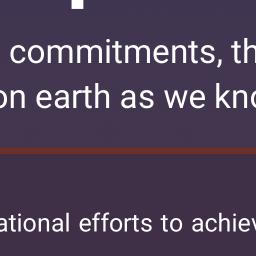 commitments, th
on earth as we kno
ational efforts to achiev